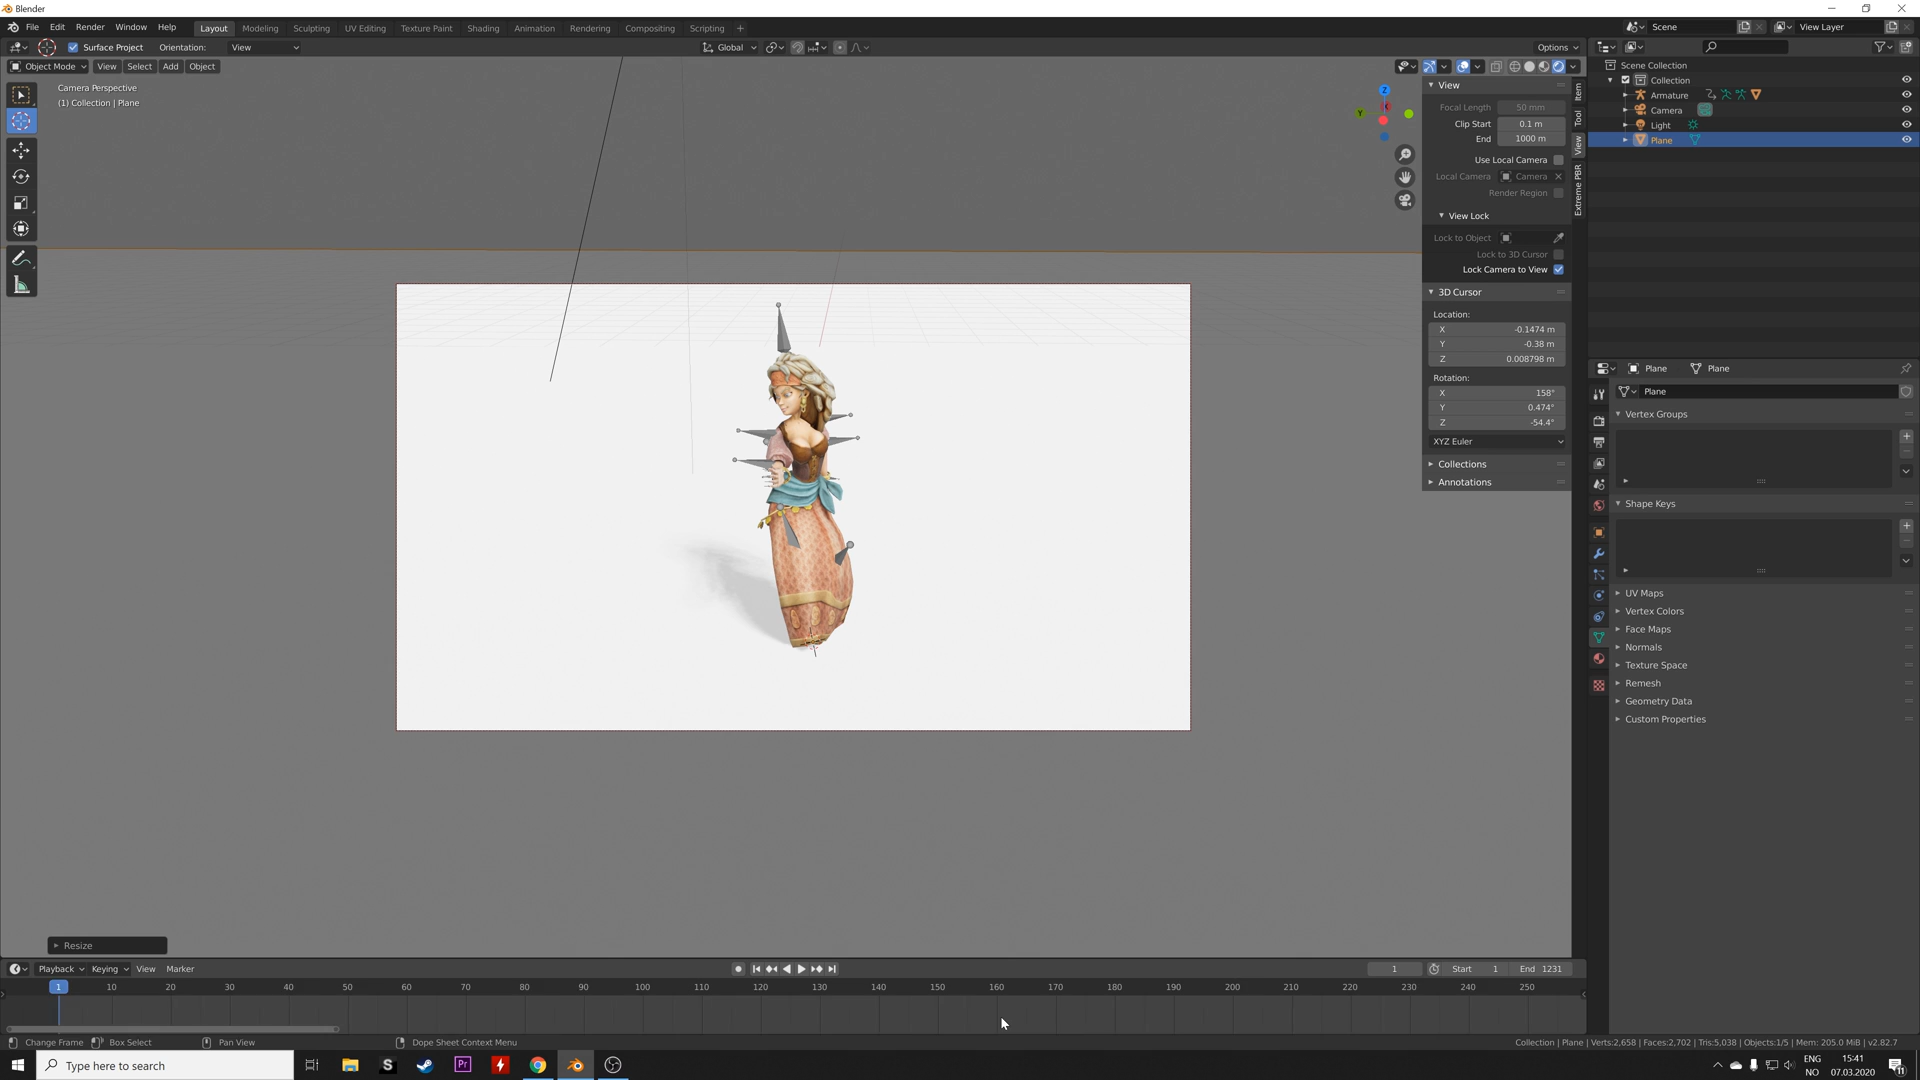 Blender
File Edit Render Window Help Layout Modeling Sculpting UV Editing Texture Paint Shading Animation Rendering Compositing Scripting + Scene View Layer
Surface Project Orientation: View Global Options
Object Mode View Select Add Object
Camera Perspective
(1) Collection | Plane
Z
Y
View
Focal Length 50 mm
Clip Start 0.1 m
End 1000 m
Use Local Camera
Local Camera Camera
Render Region
View Lock
Lock to Object
Lock to 3D Cursor
Lock Camera to View
3D Cursor
Location:
X -0.1474 m
Y -0.38 m
Z 0.008798 m
Rotation:
X 158°
Y 0.474°
Z -54.4°
XYZ Euler
Collections
Annotations
Item
Tool
View
Extreme PBR
Scene Collection
Collection
Armature
Camera
Light
Plane
Plane Plane
Plane
Vertex Groups
Shape Keys
UV Maps
Vertex Colors
Face Maps
Normals
Texture Space
Remesh
Geometry Data
Custom Properties
Resize
Playback Keying View Marker 1 Start 1 End 1231
1 10 20 30 40 50 60 70 80 90 100 110 120 130 140 150 160 170 180 190 200 210 220 230 240 250
Change Frame Box Select Pan View Dope Sheet Context Menu Collection | Plane | Verts:2,658 | Faces:2,702 | Tris:5,038 | Objects:1/5 | Mem: 205.0 MiB | v2.82.7
Type here to search S Pr ENG 15:41
NO 07.03.2020 11